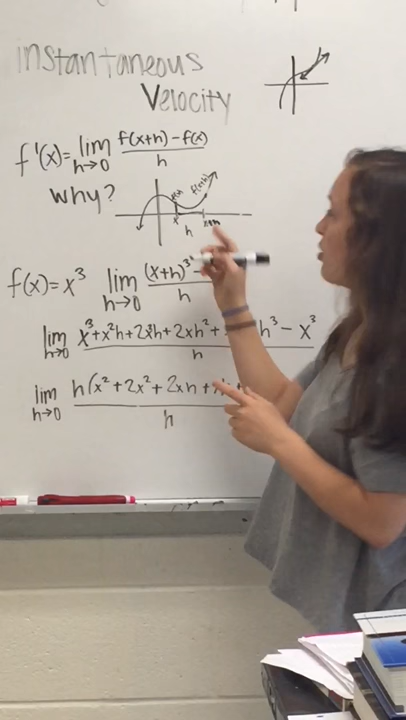 Instantaneous
Velocity
f'(x) = lim h→0 f(x+h) - f(x) / h
why?
f(x+h)
x
h
f(x) = x³ lim h→0 (x+h)³ - / h
lim h→0 x³ + x²h + 2x²h + 2xh² + h³ - x³ / h
lim h→0 h(x² + 2x² + 2xh + / h